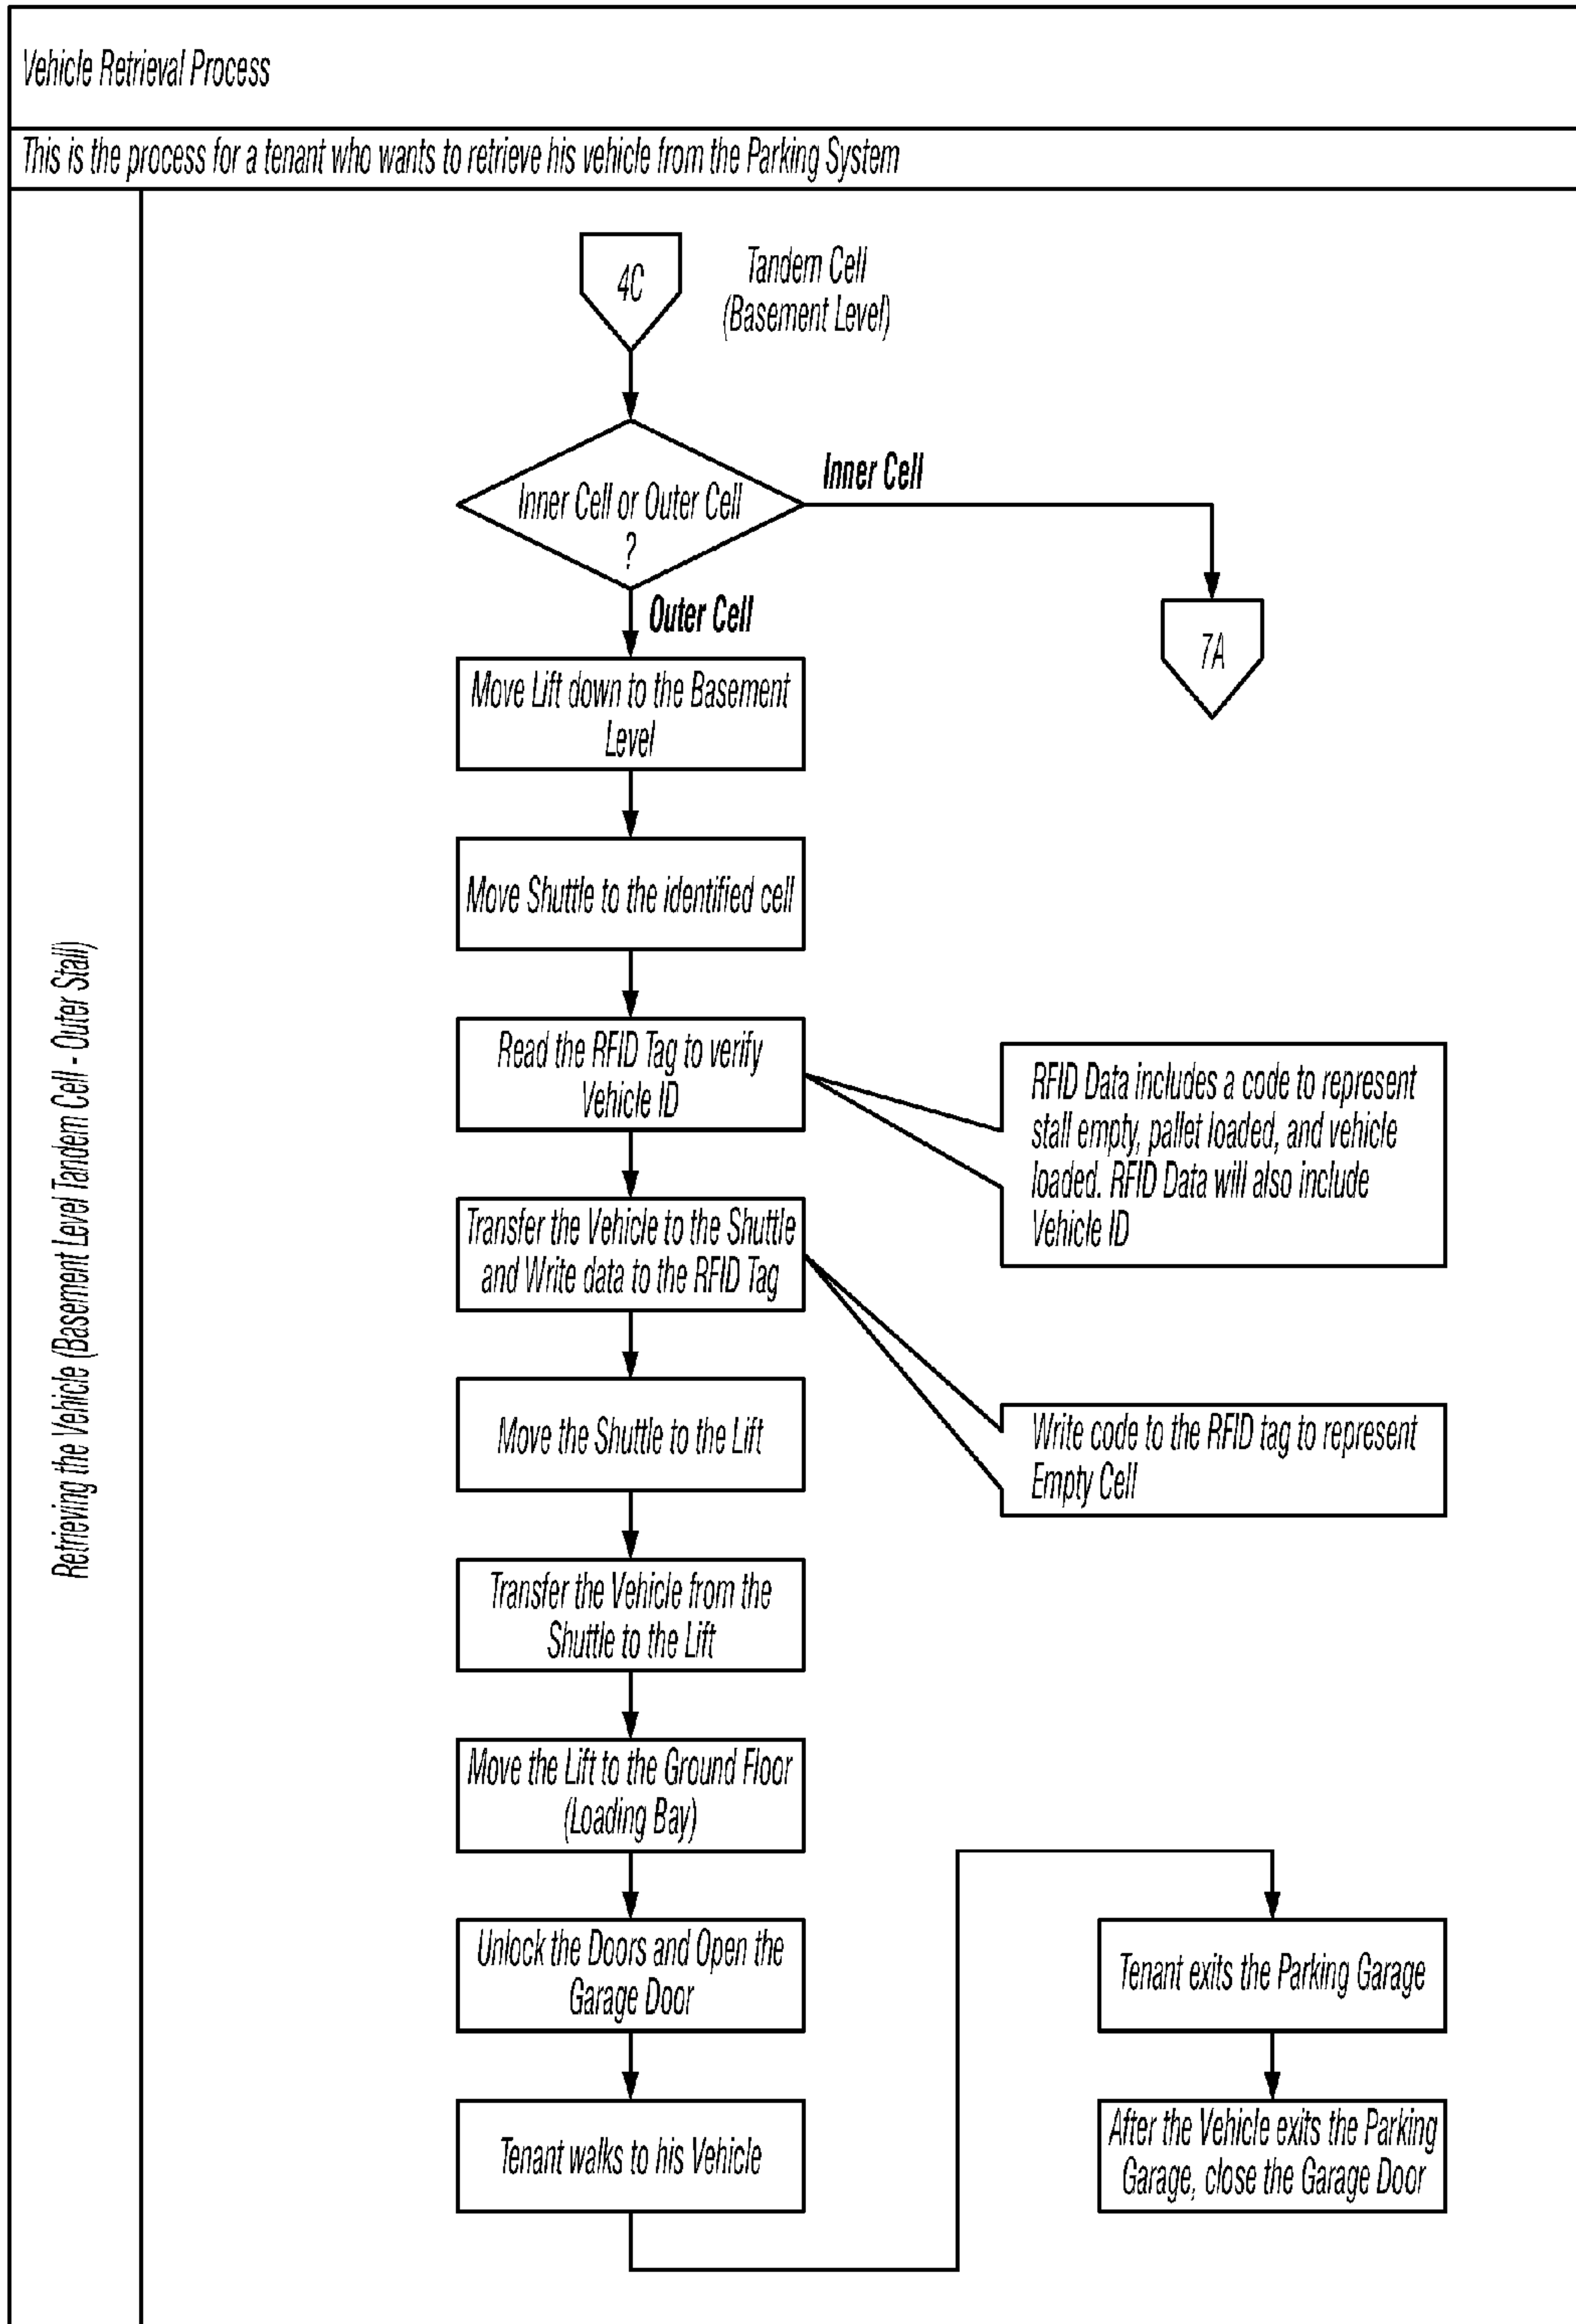 Vehicle Retrieval Process
This is the process for a tenant who wants to retrieve his vehicle from the Parking System
Retrieving the Vehicle (Basement Level Tandem Cell - Outer Stall)
4C
Tandem Cell
(Basement Level)
Inner Cell or Outer Cell
?
Inner Cell
7A
Outer Cell
Move Lift down to the Basement
Level
Move Shuttle to the identified cell
Read the RFID Tag to verify
Vehicle ID
RFID Data includes a code to represent
stall empty, pallet loaded, and vehicle
loaded. RFID Data will also include
Vehicle ID
Transfer the Vehicle to the Shuttle
and Write data to the RFID Tag
Write code to the RFID tag to represent
Empty Cell
Move the Shuttle to the Lift
Transfer the Vehicle from the
Shuttle to the Lift
Move the Lift to the Ground Floor
(Loading Bay)
Unlock the Doors and Open the
Garage Door
Tenant walks to his Vehicle
Tenant exits the Parking Garage
After the Vehicle exits the Parking
Garage, close the Garage Door